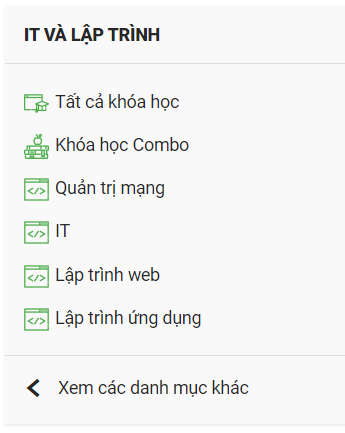 IT VÀ LẬP TRÌNH
Tất cả khóa học
Khóa học Combo
Quản trị mạng
IT
Lập trình web
Lập trình ứng dụng
Xem các danh mục khác